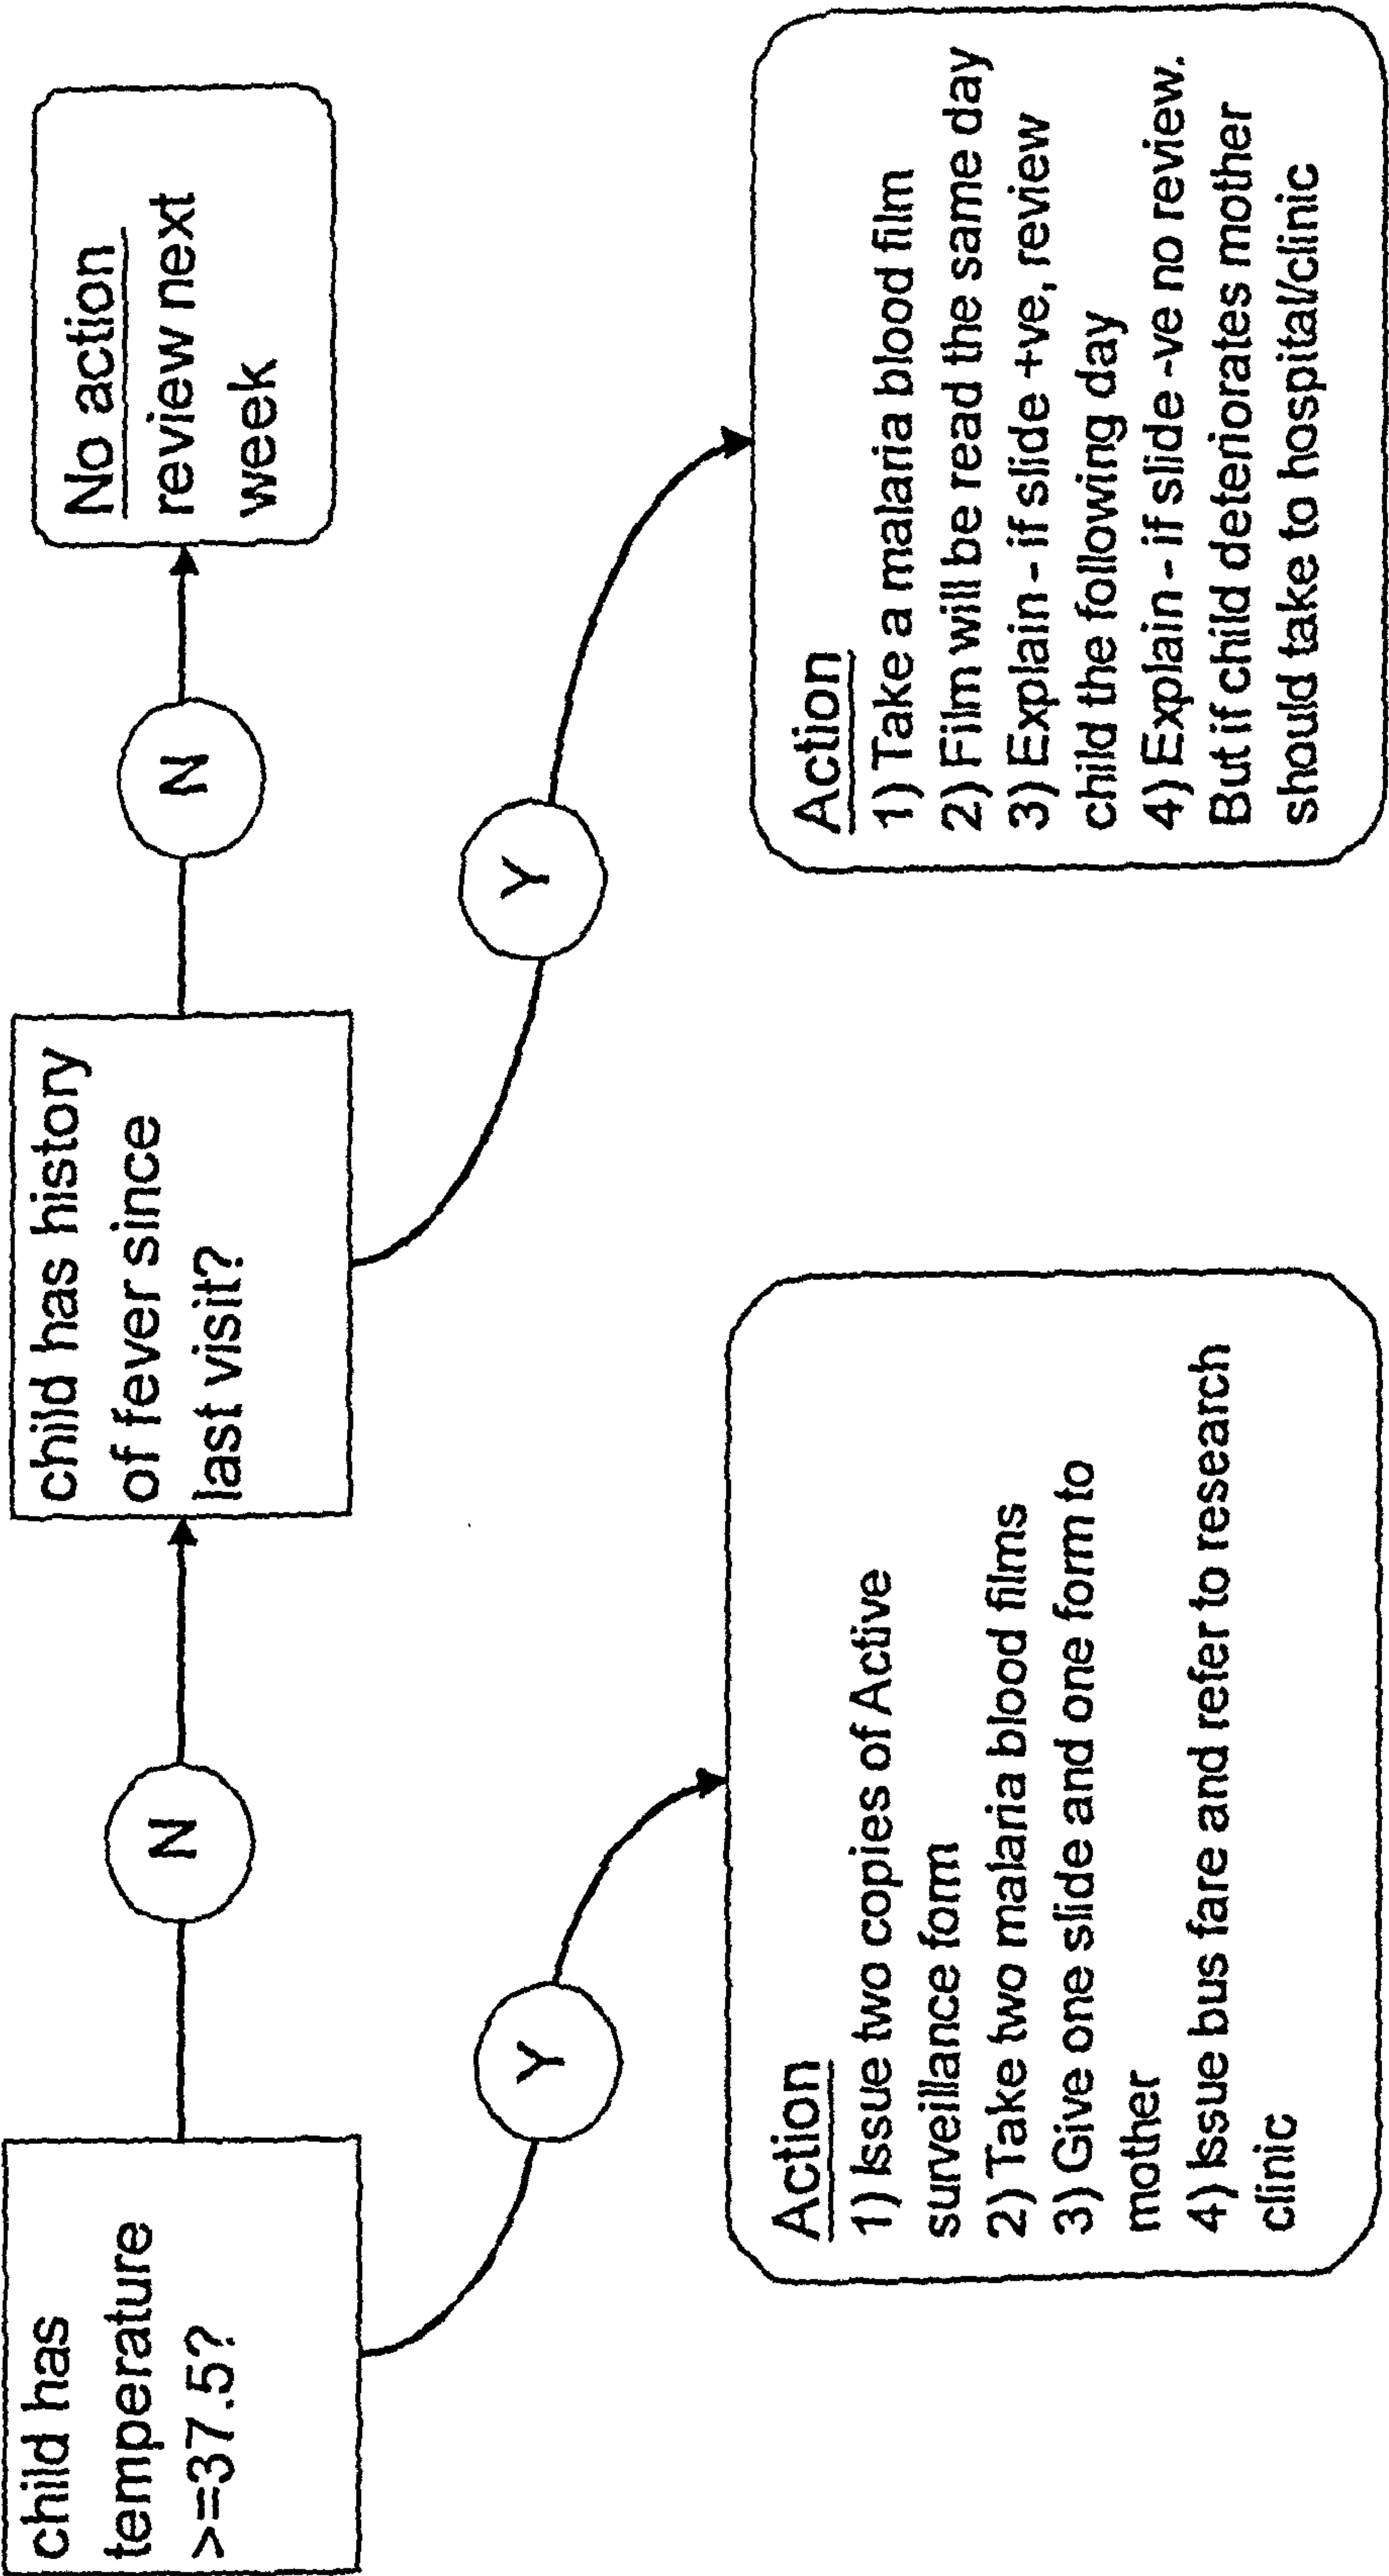 child has
temperature
>=37.5?
N
child has history
of fever since
last visit?
N
No action
review next
week
Y
Action
1) Issue two copies of Active
surveillance form
2) Take two malaria blood films
3) Give one slide and one form to
mother
4) Issue bus fare and refer to research
clinic
Y
Action
1) Take a malaria blood film
2) Film will be read the same day
3) Explain - if slide +ve, review
child the following day
4) Explain - if slide -ve no review.
But if child deteriorates mother
should take to hospital/clinic